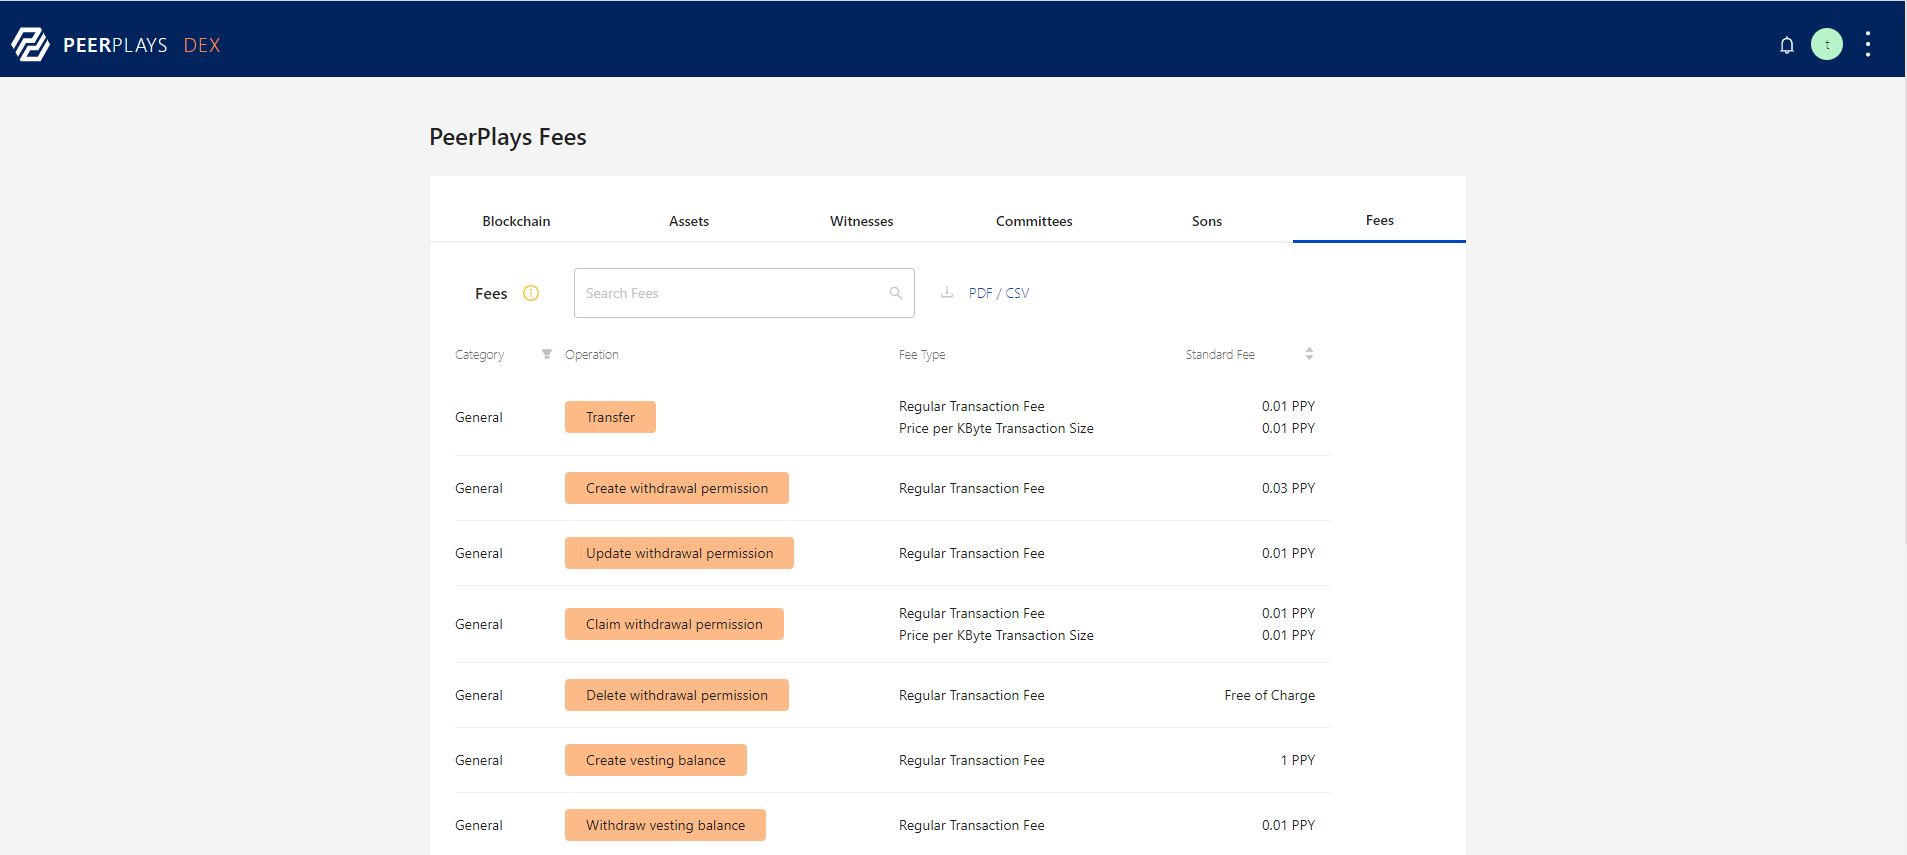 PEERPLAYS DEX
t
PeerPlays Fees
Blockchain Assets Witnesses Committees Sons Fees
Fees Search Fees PDF / CSV
Category Operation Fee Type Standard Fee
General Transfer Regular Transaction Fee 0.01 PPY
Price per KByte Transaction Size 0.01 PPY
General Create withdrawal permission Regular Transaction Fee 0.03 PPY
General Update withdrawal permission Regular Transaction Fee 0.01 PPY
General Claim withdrawal permission Regular Transaction Fee 0.01 PPY
Price per KByte Transaction Size 0.01 PPY
General Delete withdrawal permission Regular Transaction Fee Free of Charge
General Create vesting balance Regular Transaction Fee 1 PPY
General Withdraw vesting balance Regular Transaction Fee 0.01 PPY